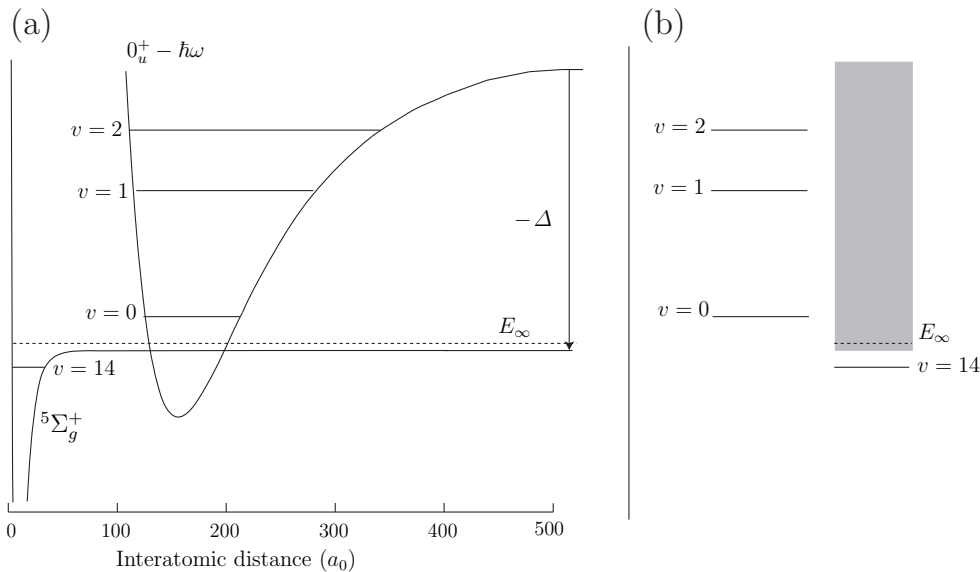 (a)
(b)
0_u^+ − ħω
v = 2
v = 1
− Δ
v = 0
E_∞
v = 14
^5Σ_g^+
0 100 200 300 400 500
Interatomic distance (a_0)
v = 2
v = 1
v = 0
E_∞
v = 14